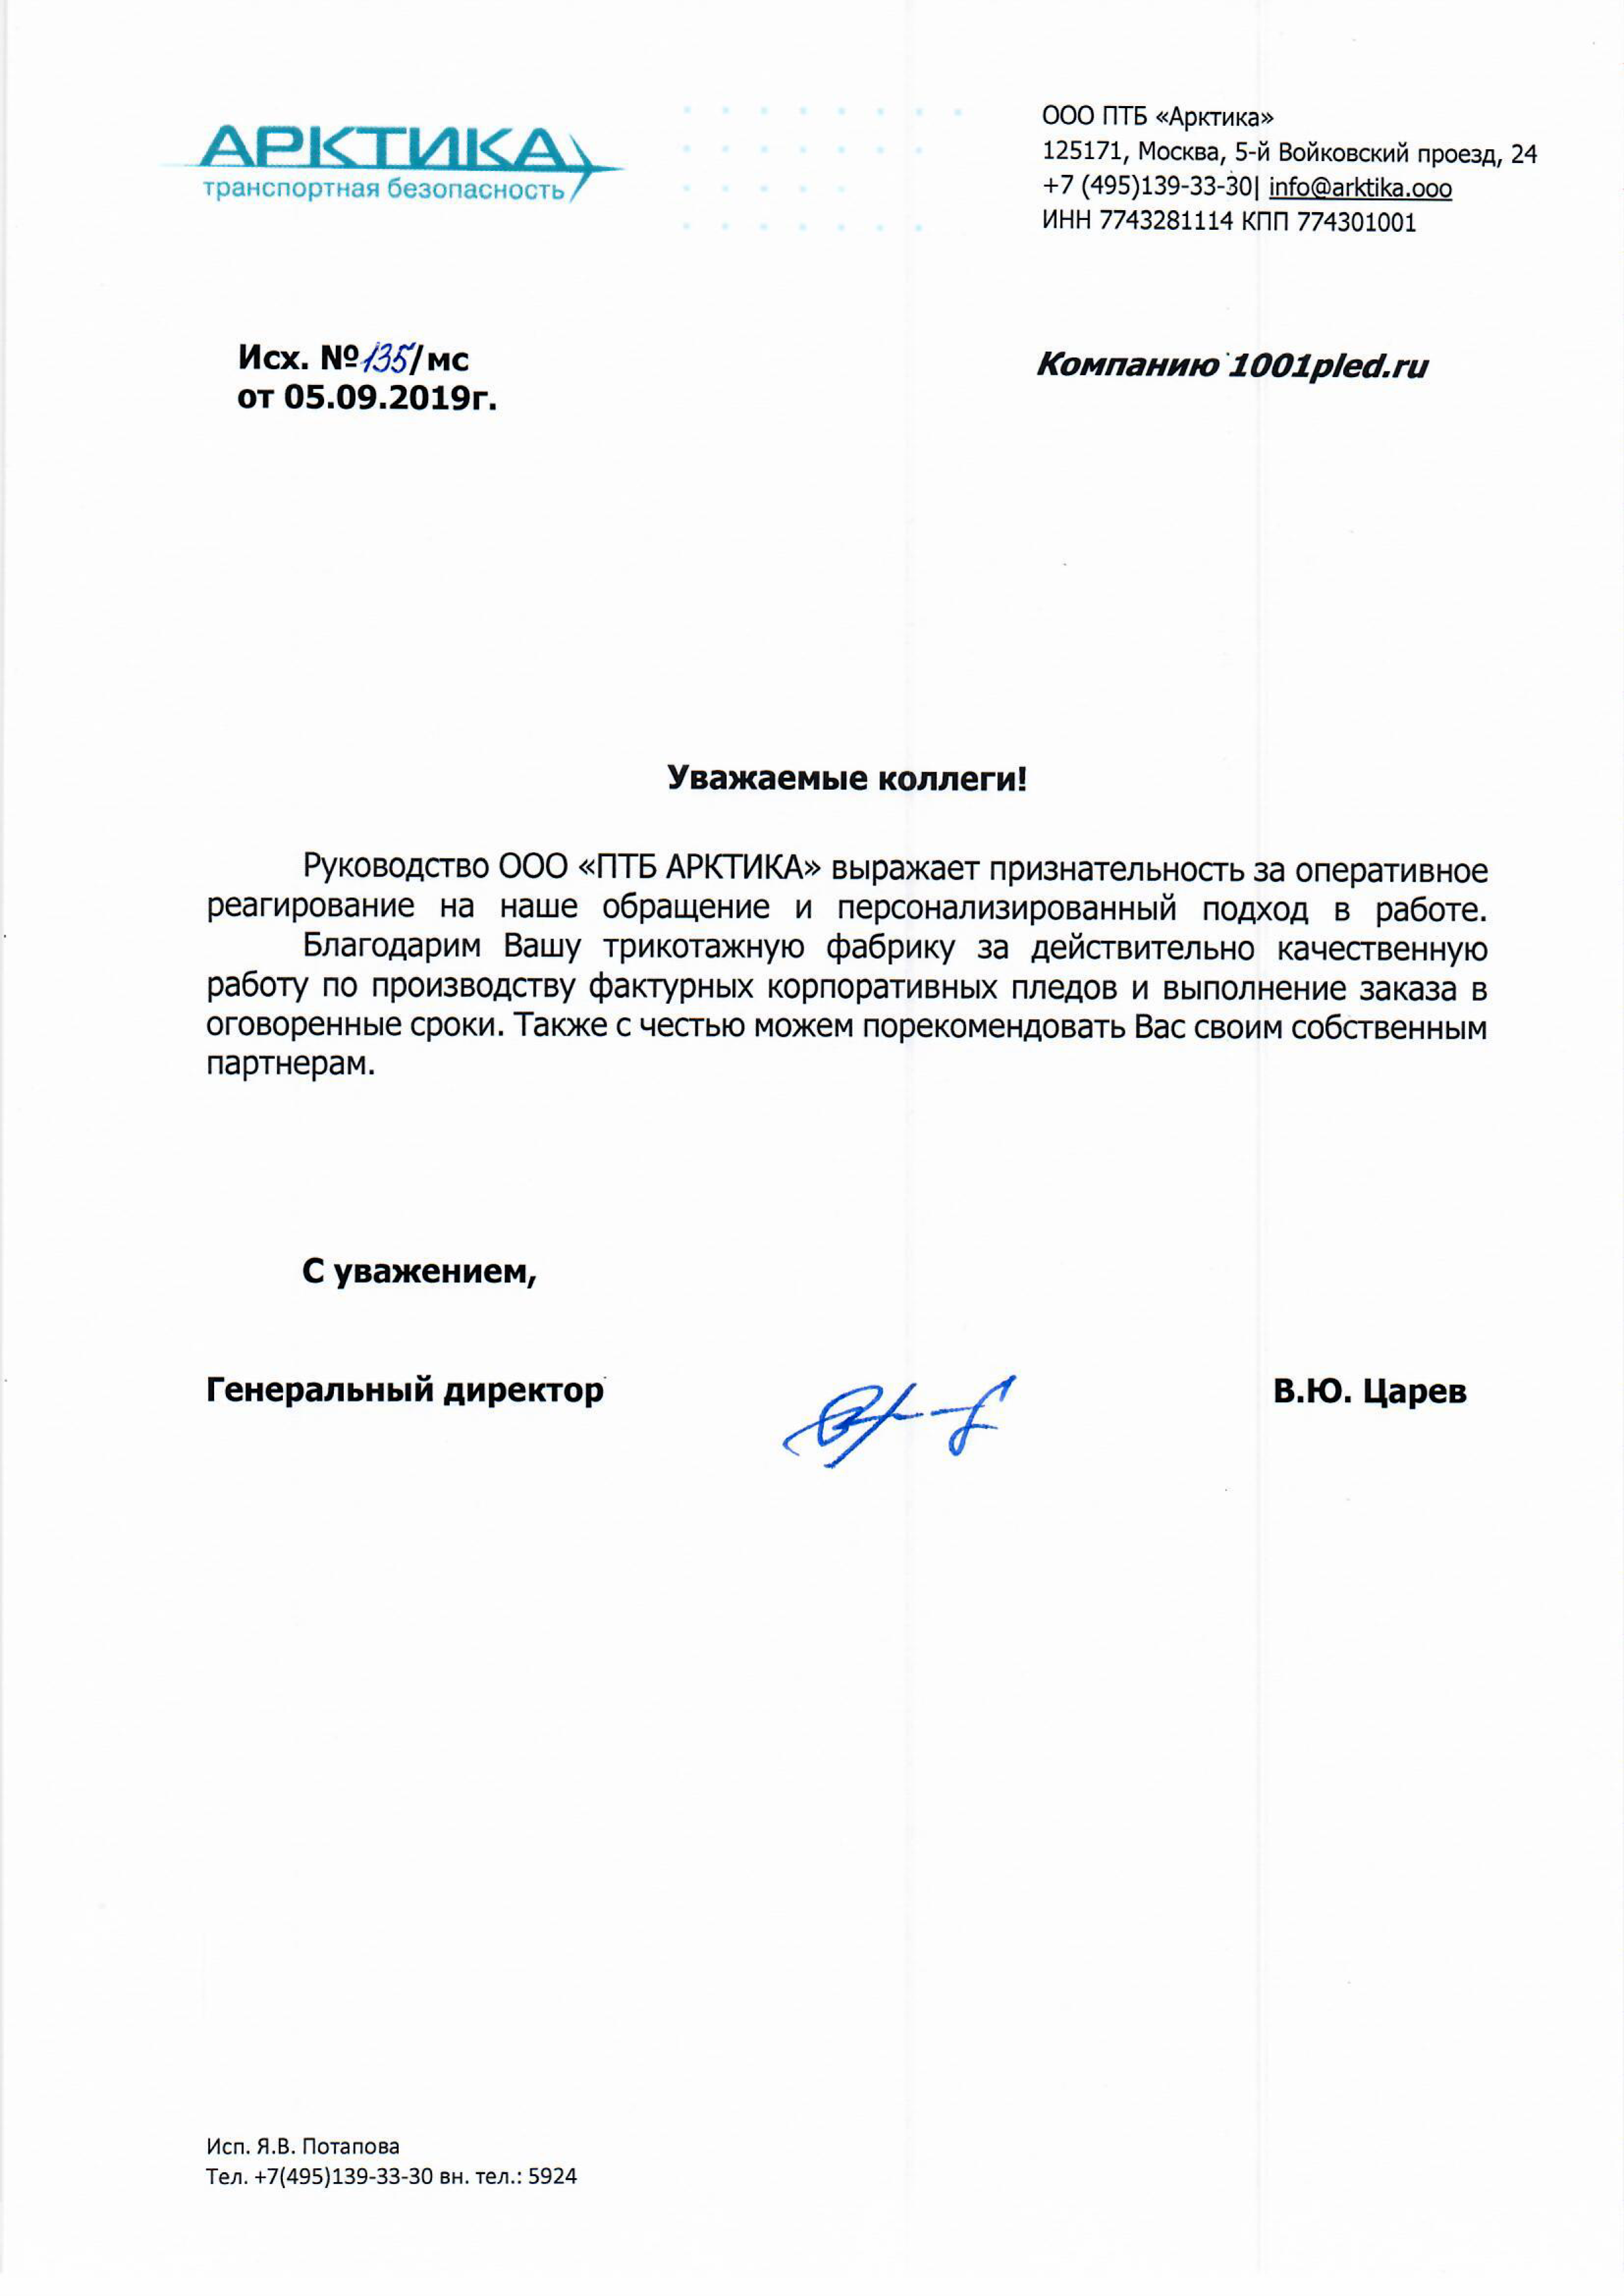 АРКТИКА
транспортная безопасность
ООО ПТБ «Арктика»
125171, Москва, 5-й Войковский проезд, 24
+7 (495)139-33-30| info@arktika.ooo
ИНН 7743281114 КПП 774301001
Исх. №135/мс
от 05.09.2019г.
Компанию 1001pled.ru
Уважаемые коллеги!
Руководство ООО «ПТБ АРКТИКА» выражает признательность за оперативное
реагирование на наше обращение и персонализированный подход в работе.
Благодарим Вашу трикотажную фабрику за действительно качественную
работу по производству фактурных корпоративных пледов и выполнение заказа в
оговоренные сроки. Также с честью можем порекомендовать Вас своим собственным
партнерам.
С уважением,
Генеральный директор
В.Ю. Царев
Исп. Я.В. Потапова
Тел. +7(495)139-33-30 вн. тел.: 5924